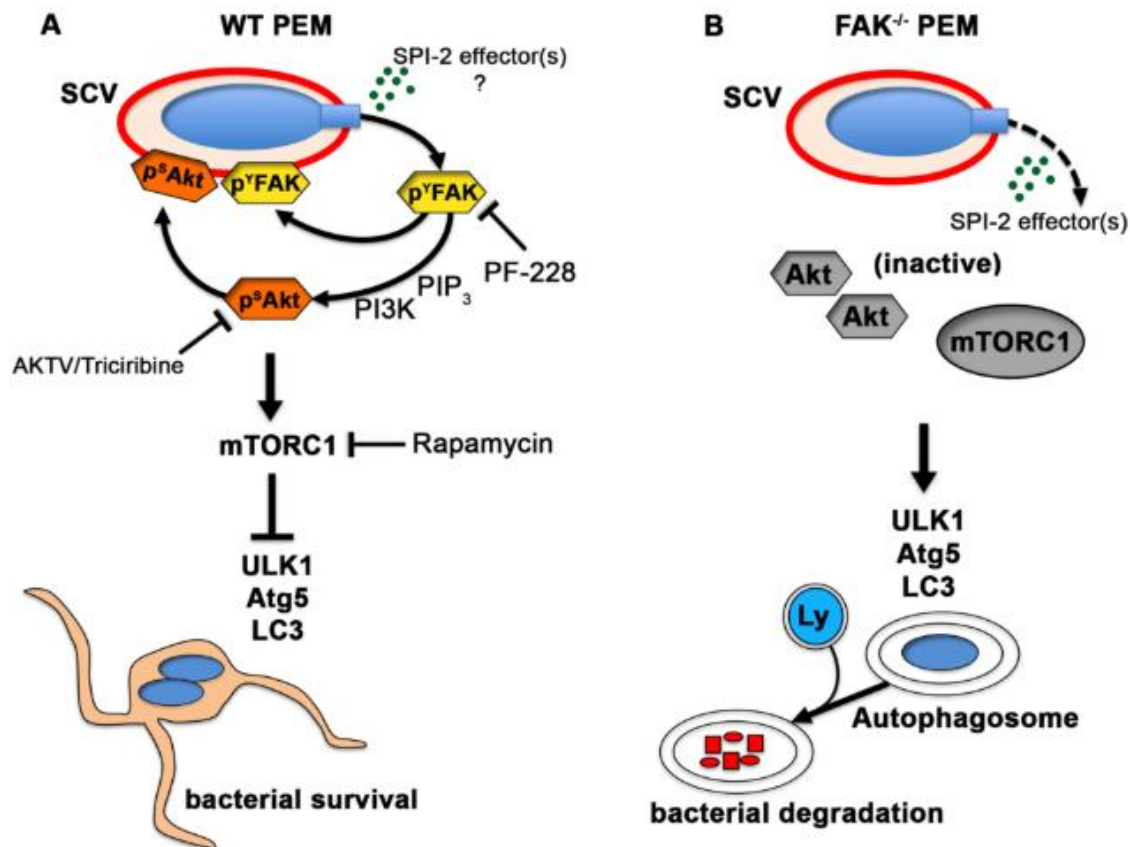 A
WT PEM
SPI-2 effector(s)
?
SCV
pˢAkt
pʸFAK
pʸFAK
PF-228
PIP₃
PI3K
pˢAkt
AKTV/Triciribine
mTORC1
Rapamycin
ULK1
Atg5
LC3
bacterial survival
B
FAK⁻/⁻ PEM
SCV
SPI-2 effector(s)
Akt
(inactive)
Akt
mTORC1
ULK1
Atg5
LC3
Ly
Autophagosome
bacterial degradation